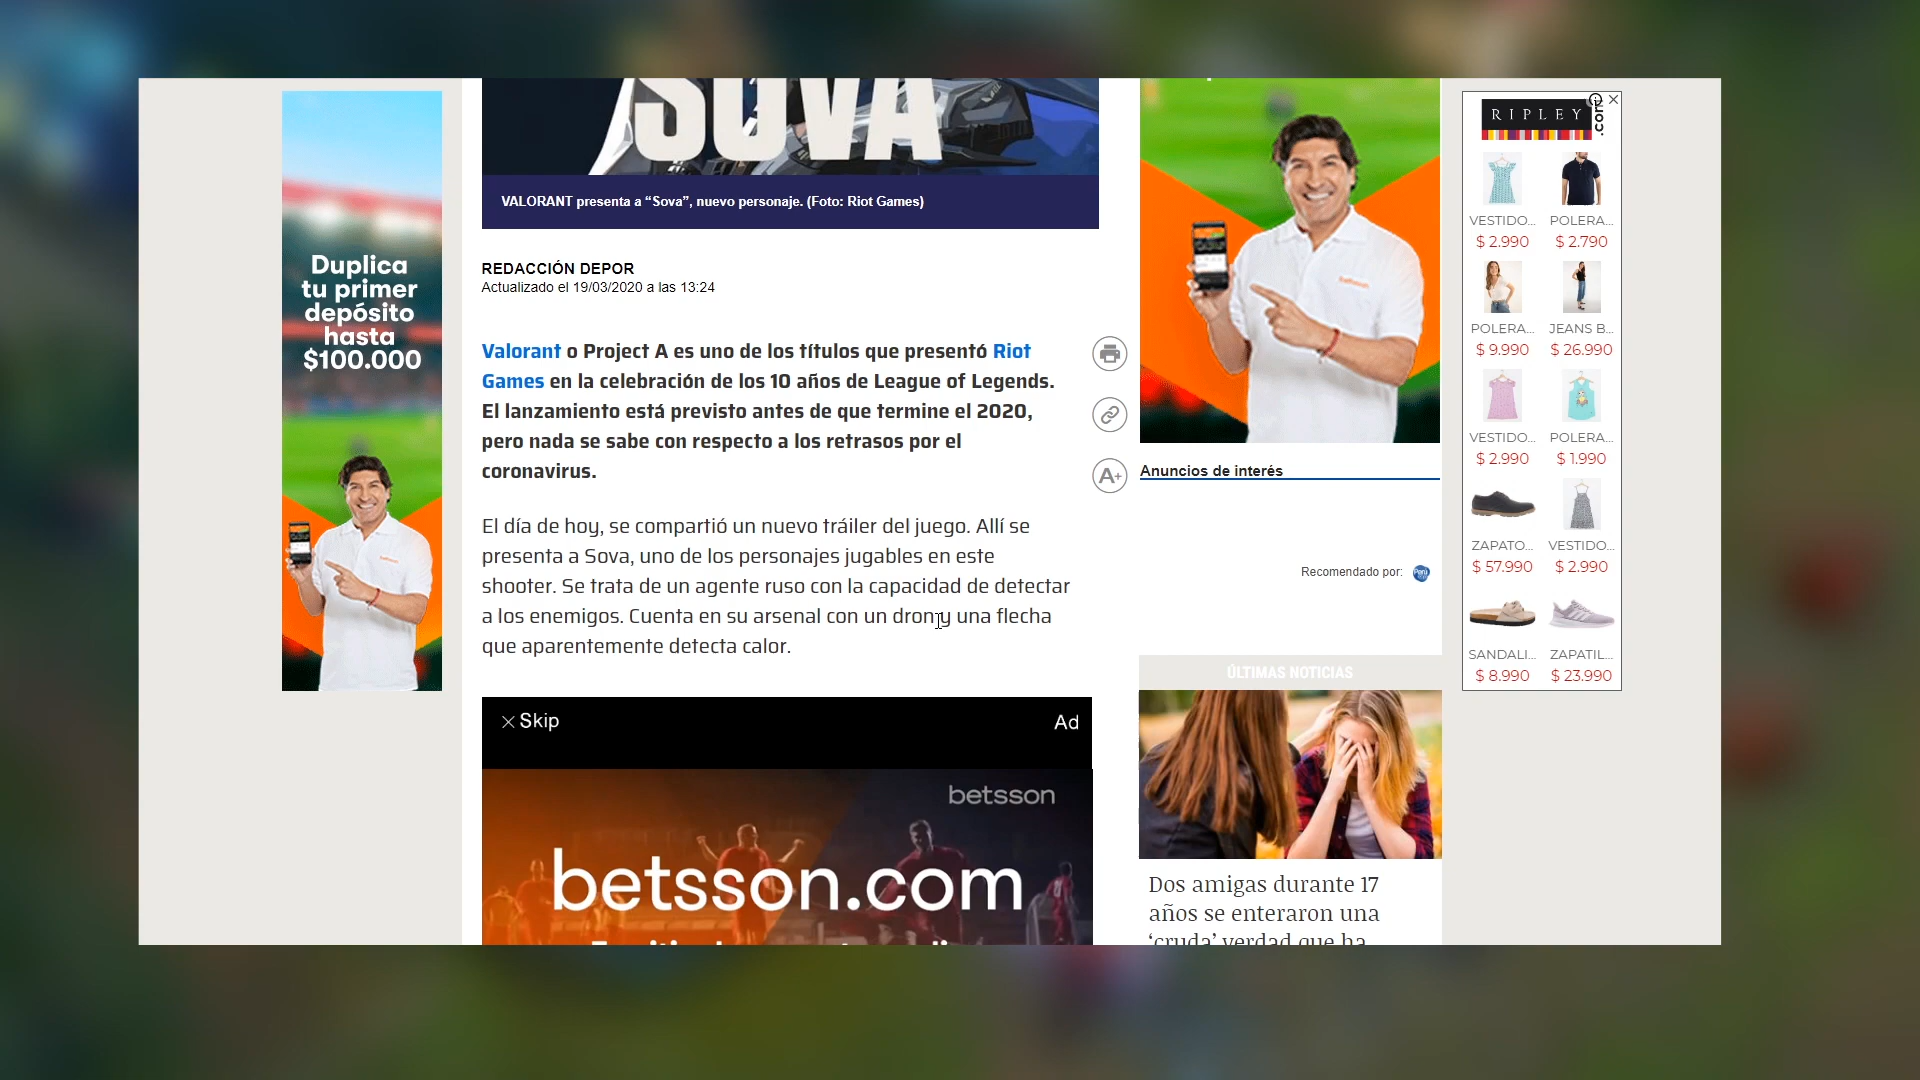 Duplica
tu primer
depósito
hasta
$100.000
SOVA
VALORANT presenta a “Sova”, nuevo personaje. (Foto: Riot Games)
REDACCIÓN DEPOR
Actualizado el 19/03/2020 a las 13:24
Valorant o Project A es uno de los títulos que presentó Riot
Games en la celebración de los 10 años de League of Legends.
El lanzamiento está previsto antes de que termine el 2020,
pero nada se sabe con respecto a los retrasos por el
coronavirus.
El día de hoy, se compartió un nuevo tráiler del juego. Allí se
presenta a Sova, uno de los personajes jugables en este
shooter. Se trata de un agente ruso con la capacidad de detectar
a los enemigos. Cuenta en su arsenal con un dron y una flecha
que aparentemente detecta calor.
A+
Skip
Ad
betsson
betsson.com
betsson
Anuncios de interés
Recomendado por:
Perú
ÚLTIMAS NOTICIAS
Dos amigas durante 17
años se enteraron una
‘cruda’ verdad que ha
RIPLEY
.com
VESTIDO... POLERA...
$ 2.990 $ 2.790
POLERA... JEANS B...
$ 9.990 $ 26.990
VESTIDO... POLERA...
$ 2.990 $ 1.990
ZAPATO... VESTIDO...
$ 57.990 $ 2.990
SANDALI... ZAPATIL...
$ 8.990 $ 23.990